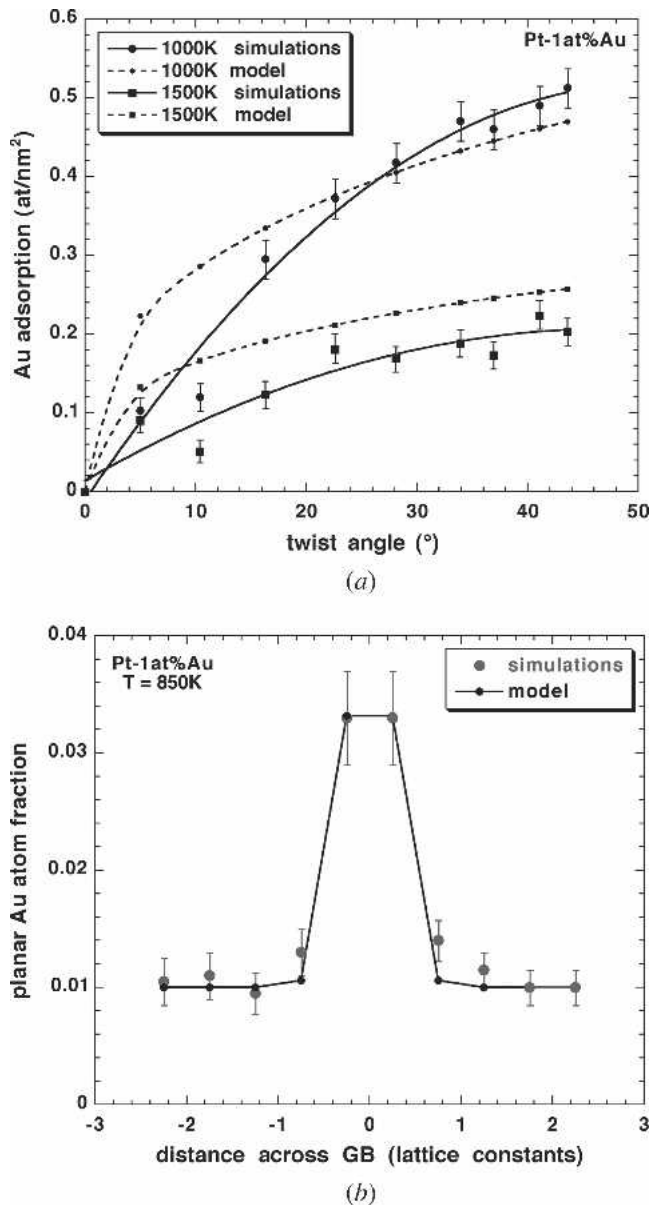 0.6
1000K simulations
1000K model
1500K simulations
1500K model
Pt-1at%Au
0.5
0.4
0.3
0.2
0.1
0
Au adsorption (at/nm²)
0 10 20 30 40 50
twist angle (°)
(a)
0.04
Pt-1at%Au
T = 850K
simulations
model
0.03
0.02
0.01
0
planar Au atom fraction
-3 -2 -1 0 1 2 3
distance across GB (lattice constants)
(b)